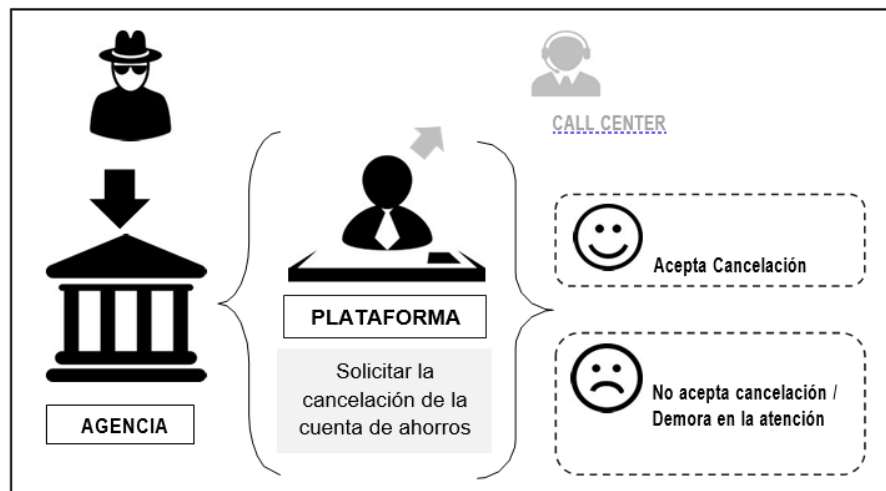 CALL CENTER
Acepta Cancelación
PLATAFORMA
Solicitar la
cancelación de la
cuenta de ahorros
No acepta cancelación /
Demora en la atención
AGENCIA